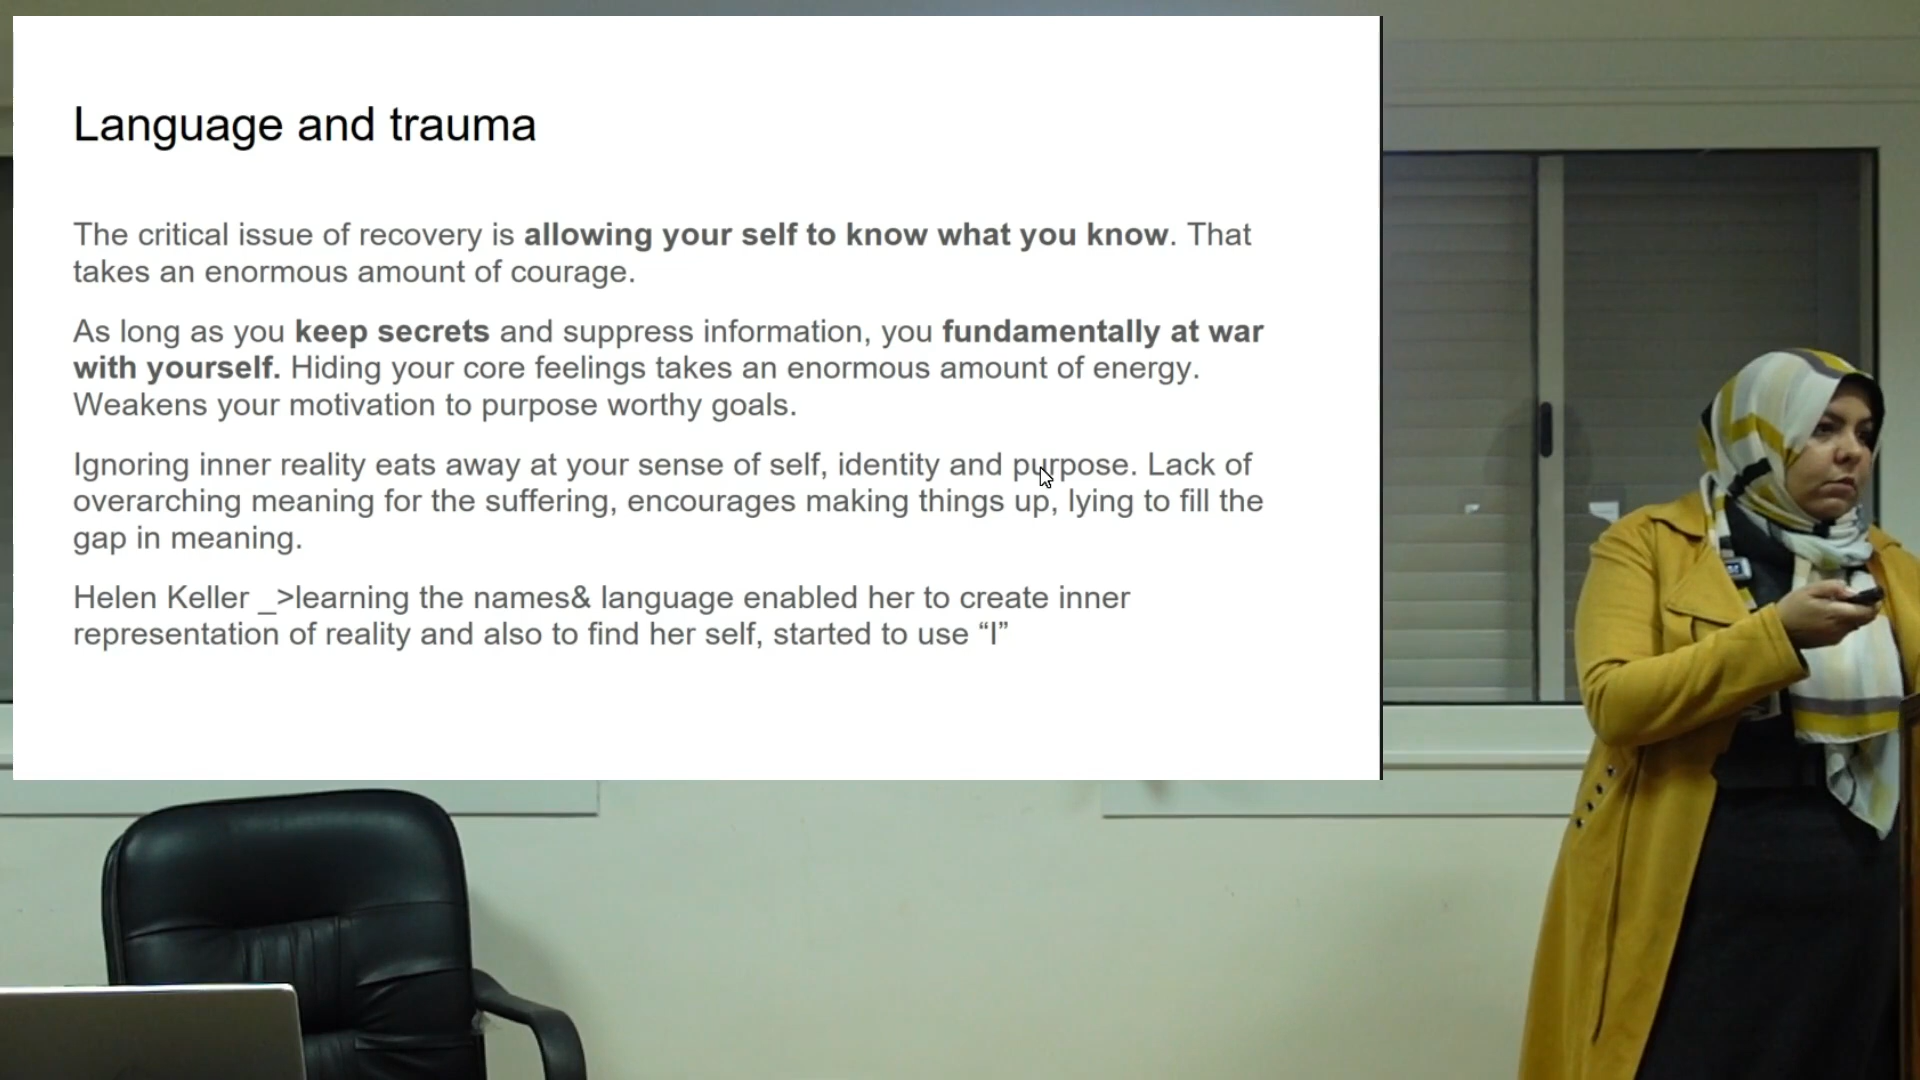 Language and trauma
The critical issue of recovery is allowing your self to know what you know. That
takes an enormous amount of courage.
As long as you keep secrets and suppress information, you fundamentally at war
with yourself. Hiding your core feelings takes an enormous amount of energy.
Weakens your motivation to purpose worthy goals.
Ignoring inner reality eats away at your sense of self, identity and purpose. Lack of
overarching meaning for the suffering, encourages making things up, lying to fill the
gap in meaning.
Helen Keller _>learning the names& language enabled her to create inner
representation of reality and also to find her self, started to use “I”